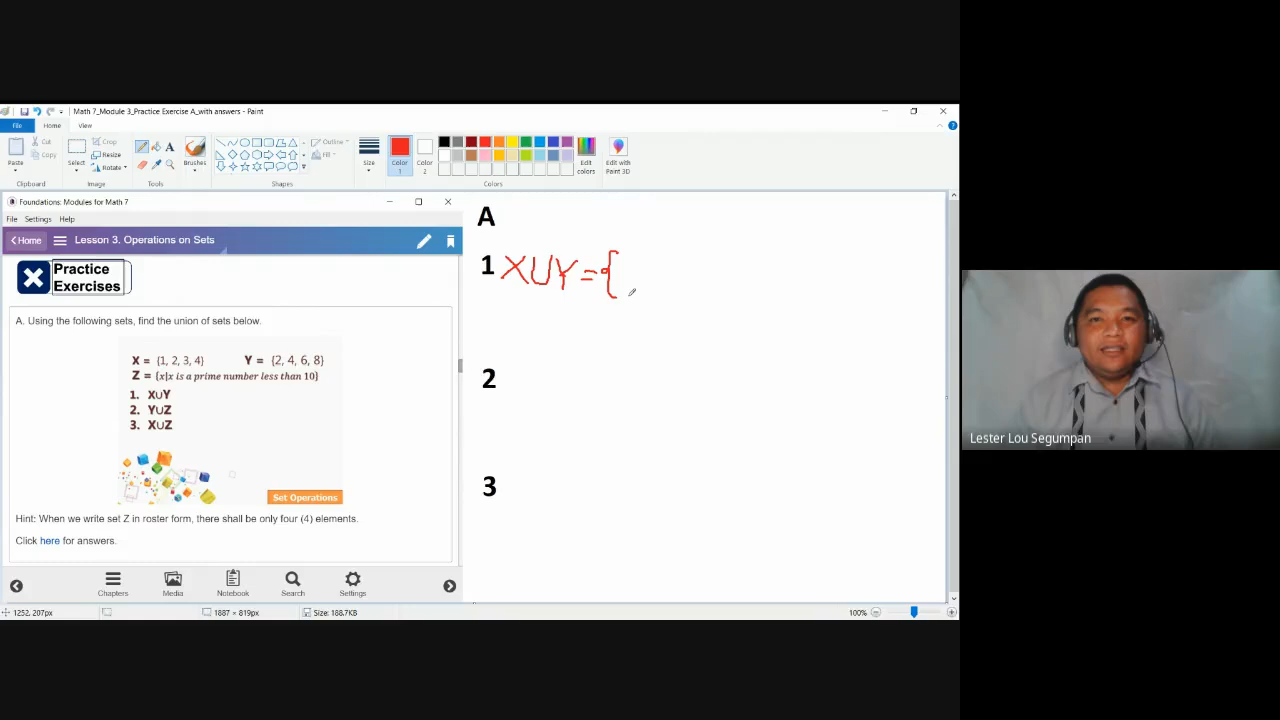 Math 7_Module 3_Practice Exercise A_with answers - Paint
File Home View
Paste
Cut
Copy
Clipboard
Select
Crop
Resize
Rotate
Image
Tools
Brushes
Shapes
Outline
Fill
Size
Color 1
Color 2
Colors
Edit colors
Edit with Paint 3D
Foundations: Modules for Math 7
File Settings Help
Home
Lesson 3. Operations on Sets
Practice
Exercises
A. Using the following sets, find the union of sets below.
X = {1, 2, 3, 4} Y = {2, 4, 6, 8}
Z = {x|x is a prime number less than 10}
1. X∪Y
2. Y∪Z
3. X∪Z
Set Operations
Hint: When we write set Z in roster form, there shall be only four (4) elements.
Click here for answers.
Chapters Media Notebook Search Settings
A
1 X∪Y={
2
3
1252, 207px 1887 × 819px Size: 188.7KB 100%
Lester Lou Segumpan